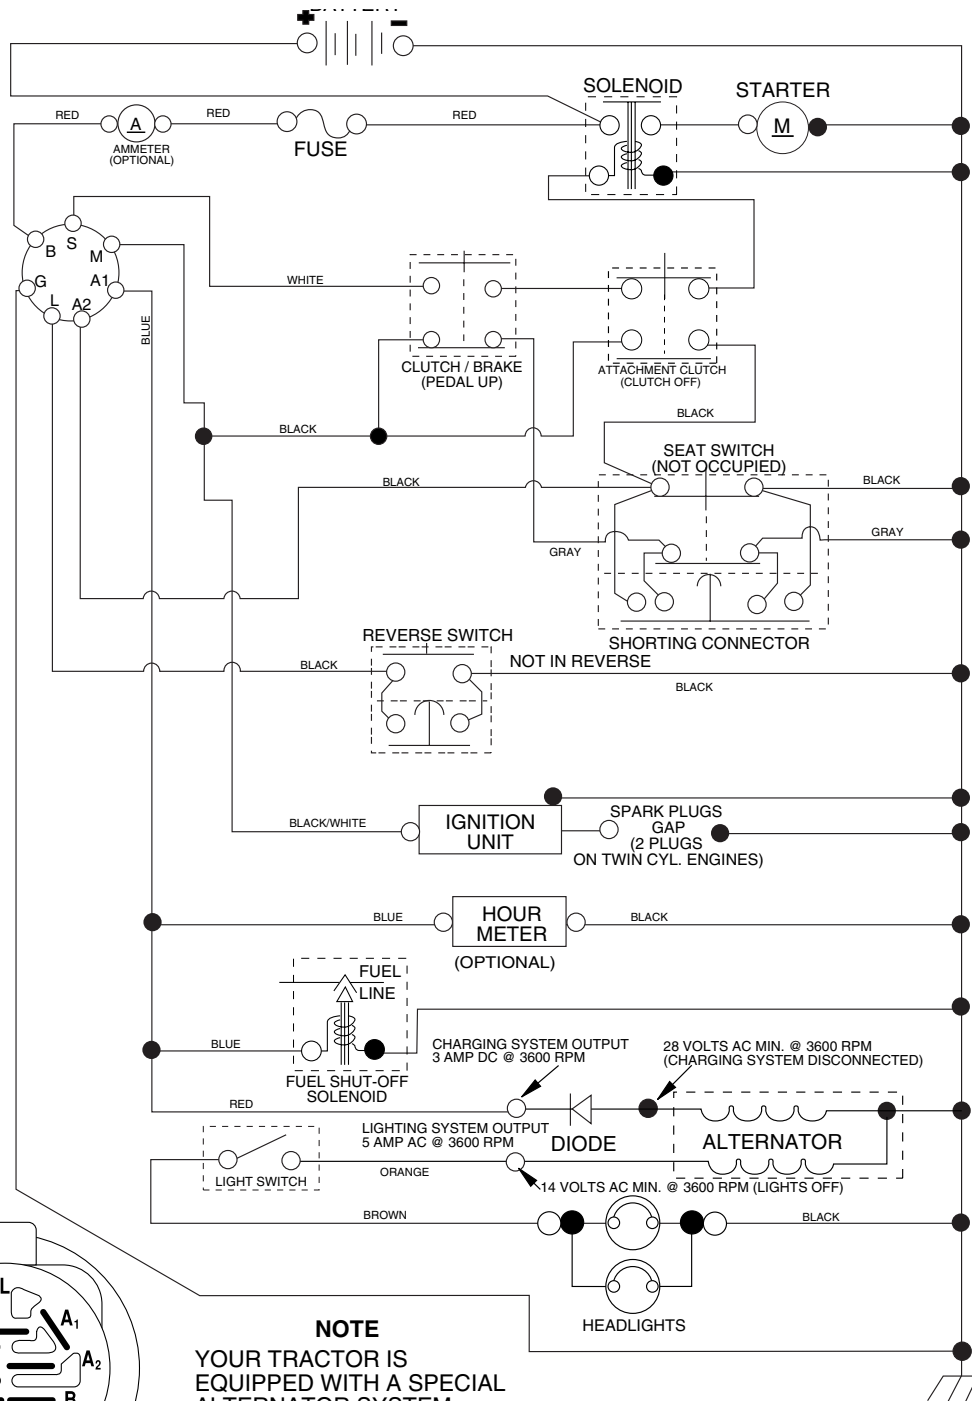 + BATTERY -
SOLENOID
STARTER
RED
RED
RED
A
M
AMMETER
(OPTIONAL)
FUSE
B
S
M
G
A1
L
A2
WHITE
BLUE
CLUTCH / BRAKE
(PEDAL UP)
ATTACHMENT CLUTCH
(CLUTCH OFF)
BLACK
BLACK
SEAT SWITCH
(NOT OCCUPIED)
BLACK
BLACK
GRAY
GRAY
SHORTING CONNECTOR
REVERSE SWITCH
NOT IN REVERSE
BLACK
BLACK
BLACK/WHITE
IGNITION
UNIT
SPARK PLUGS
GAP
(2 PLUGS
ON TWIN CYL. ENGINES)
BLUE
HOUR
METER
BLACK
(OPTIONAL)
FUEL
LINE
BLUE
FUEL SHUT-OFF
SOLENOID
CHARGING SYSTEM OUTPUT
3 AMP DC @ 3600 RPM
28 VOLTS AC MIN. @ 3600 RPM
(CHARGING SYSTEM DISCONNECTED)
RED
LIGHTING SYSTEM OUTPUT
5 AMP AC @ 3600 RPM
DIODE
ALTERNATOR
LIGHT SWITCH
ORANGE
14 VOLTS AC MIN. @ 3600 RPM (LIGHTS OFF)
BROWN
BLACK
HEADLIGHTS
L
A1
A2
B
NOTE
YOUR TRACTOR IS
EQUIPPED WITH A SPECIAL
ALTERNATOR SYSTEM